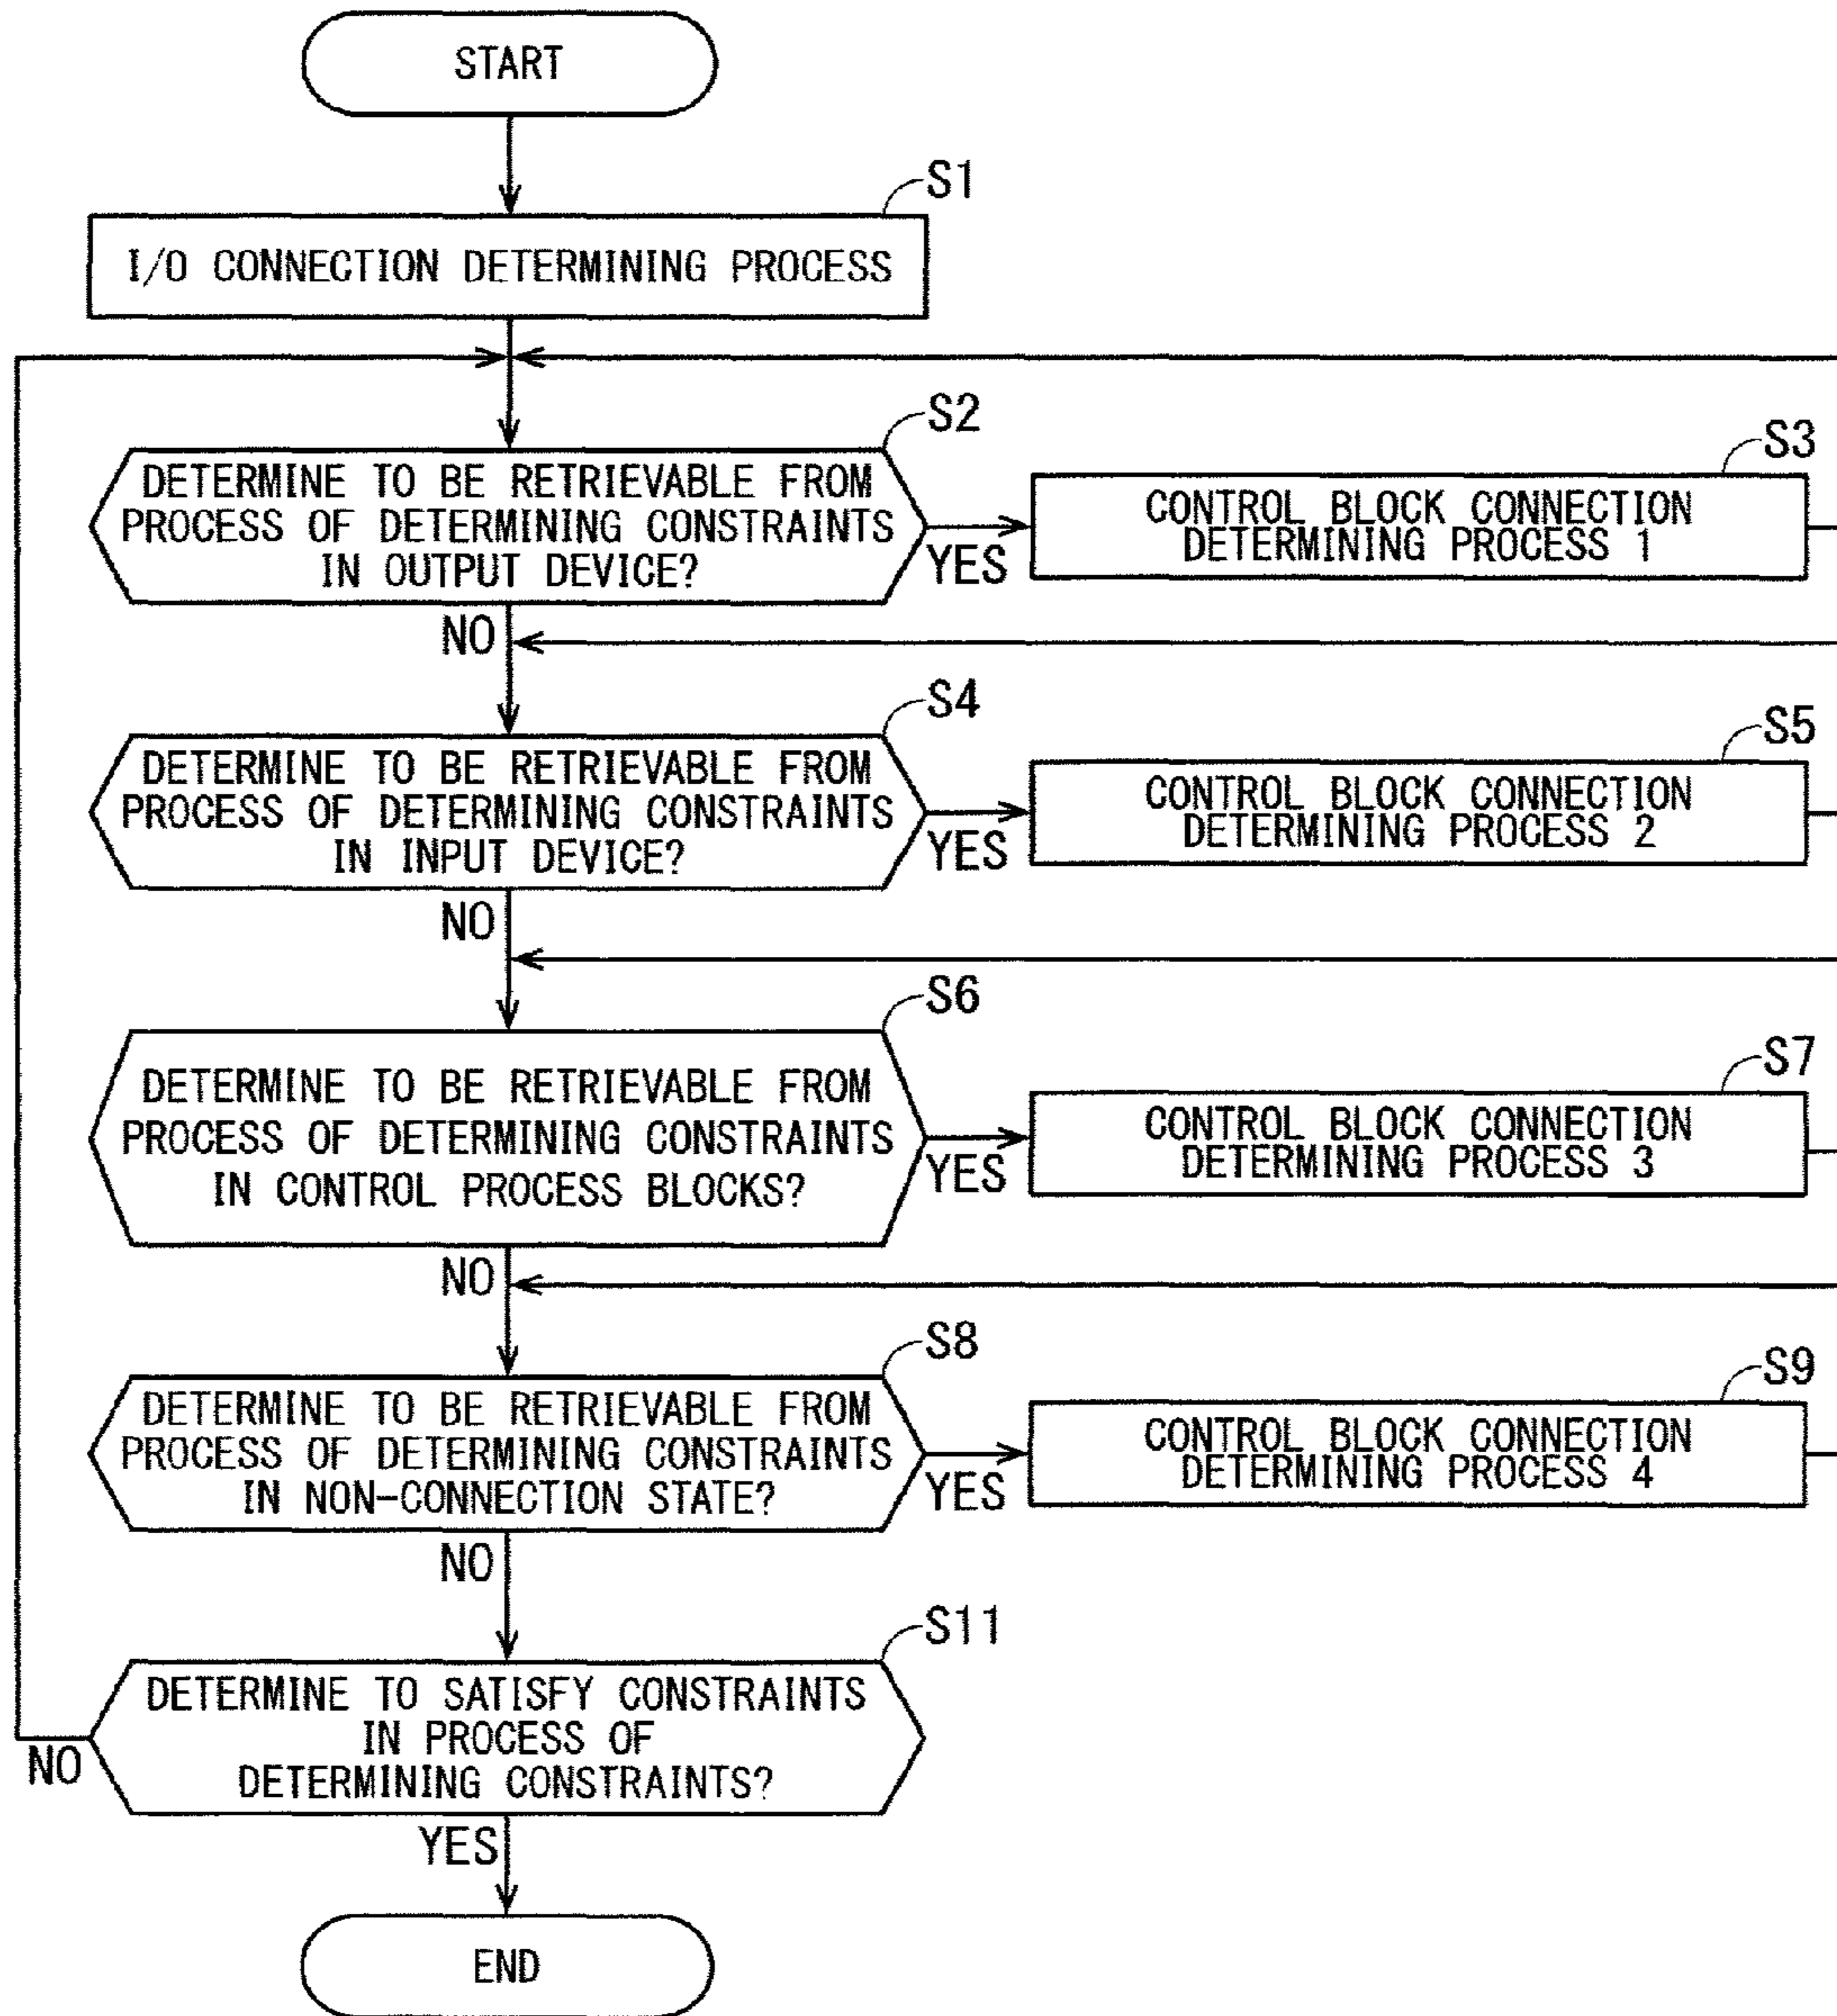 START
S1
I/O CONNECTION DETERMINING PROCESS
S2
DETERMINE TO BE RETRIEVABLE FROM
PROCESS OF DETERMINING CONSTRAINTS
IN OUTPUT DEVICE?
YES
S3
CONTROL BLOCK CONNECTION
DETERMINING PROCESS 1
NO
S4
DETERMINE TO BE RETRIEVABLE FROM
PROCESS OF DETERMINING CONSTRAINTS
IN INPUT DEVICE?
YES
S5
CONTROL BLOCK CONNECTION
DETERMINING PROCESS 2
NO
S6
DETERMINE TO BE RETRIEVABLE FROM
PROCESS OF DETERMINING CONSTRAINTS
IN CONTROL PROCESS BLOCKS?
YES
S7
CONTROL BLOCK CONNECTION
DETERMINING PROCESS 3
NO
S8
DETERMINE TO BE RETRIEVABLE FROM
PROCESS OF DETERMINING CONSTRAINTS
IN NON-CONNECTION STATE?
YES
S9
CONTROL BLOCK CONNECTION
DETERMINING PROCESS 4
NO
S11
DETERMINE TO SATISFY CONSTRAINTS
IN PROCESS OF
DETERMINING CONSTRAINTS?
NO
YES
END